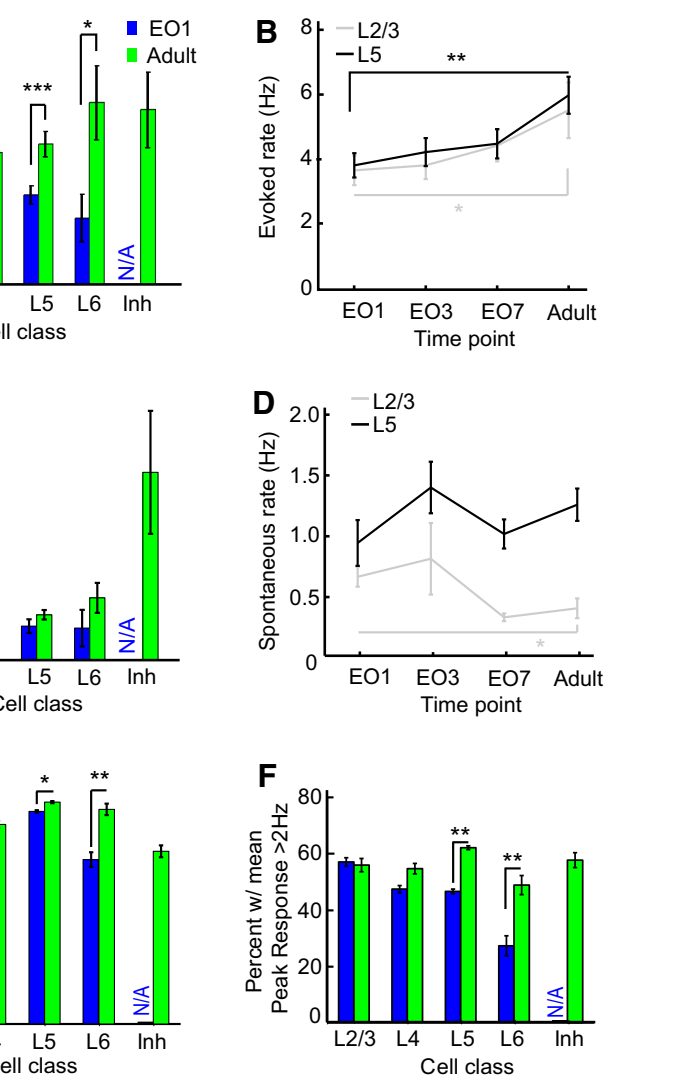 EO1
Adult
***
*
N/A
L5 L6 Inh
ell class
B
L2/3
L5
Evoked rate (Hz)
8
6
4
2
0
**
*
EO1 EO3 EO7 Adult
Time point
N/A
L5 L6 Inh
Cell class
D
L2/3
L5
Spontaneous rate (Hz)
2.0
1.5
1.0
0.5
0
*
EO1 EO3 EO7 Adult
Time point
*
**
N/A
L5 L6 Inh
ell class
F
Percent w/ mean
Peak Response >2Hz
80
60
40
20
0
**
**
N/A
L2/3 L4 L5 L6 Inh
Cell class